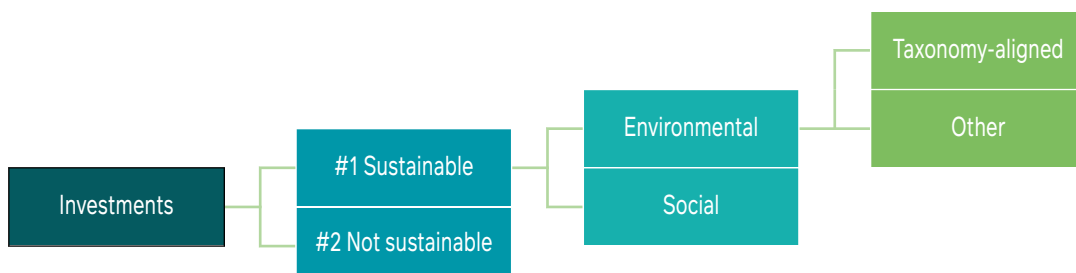 Investments
#1 Sustainable
#2 Not sustainable
Environmental
Social
Taxonomy-aligned
Other